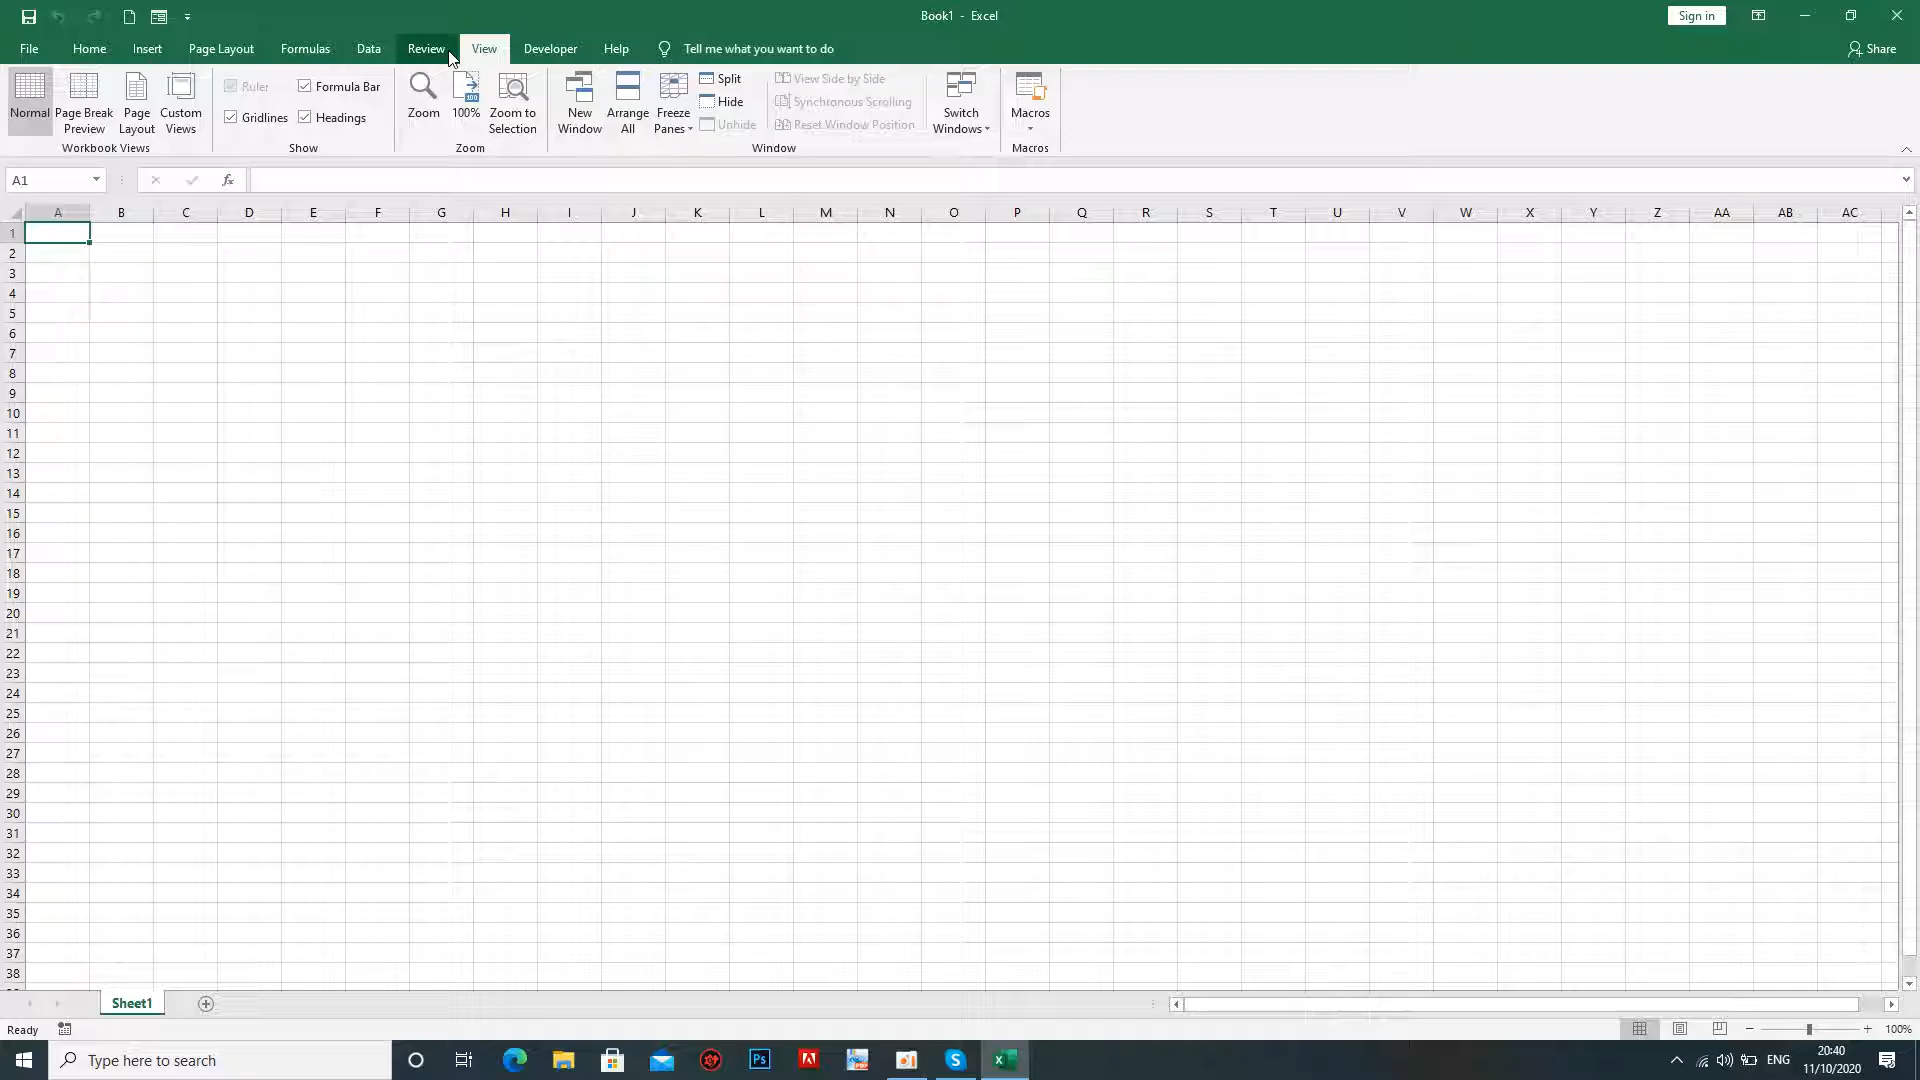 Book1 - Excel
Sign in
File Home Insert Page Layout Formulas Data Review View Developer Help Tell me what you want to do Share
Normal
Page Break Preview
Page Layout
Custom Views
Workbook Views
Ruler Formula Bar
Gridlines Headings
Show
Zoom
100
100%
Zoom to Selection
Zoom
New Window
Arrange All
Freeze Panes
Split
Hide
Unhide
View Side by Side
Synchronous Scrolling
Reset Window Position
Window
Switch Windows
Macros
Macros
A1 fx
A B C D E F G H I J K L M N O P Q R S T U V W X Y Z AA AB AC
1
2
3
4
5
6
7
8
9
10
11
12
13
14
15
16
17
18
19
20
21
22
23
24
25
26
27
28
29
30
31
32
33
34
35
36
37
38
Sheet1
Ready 100%
Type here to search Ps S X ENG 20:40
11/10/2020